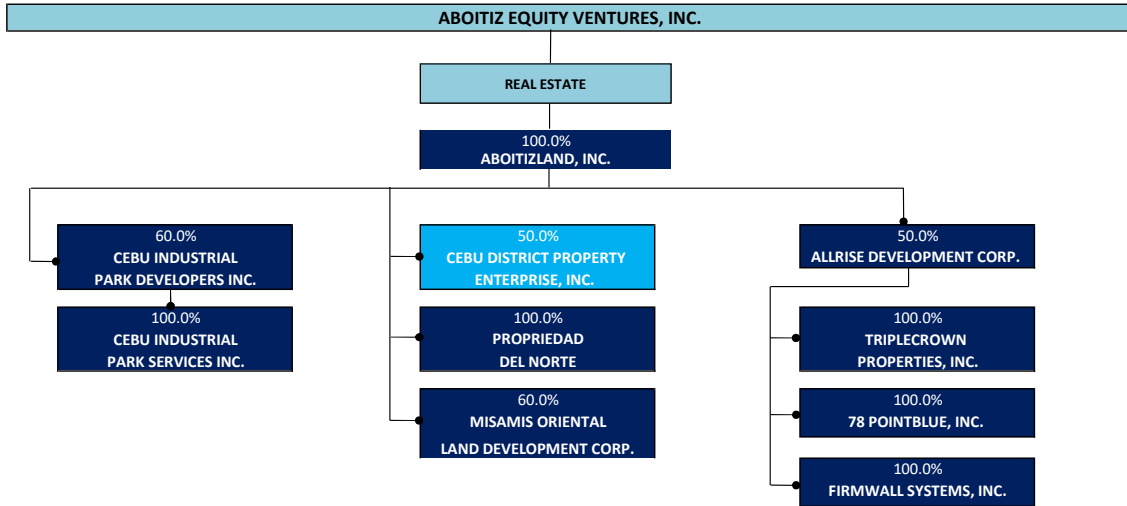 ABOITIZ EQUITY VENTURES, INC.
REAL ESTATE
100.0%
ABOITIZLAND, INC.
60.0%
CEBU INDUSTRIAL
PARK DEVELOPERS INC.
100.0%
CEBU INDUSTRIAL
PARK SERVICES INC.
50.0%
CEBU DISTRICT PROPERTY
ENTERPRISE, INC.
100.0%
PROPRIEDAD
DEL NORTE
60.0%
MISAMIS ORIENTAL
LAND DEVELOPMENT CORP.
50.0%
ALLRISE DEVELOPMENT CORP.
100.0%
TRIPLECROWN
PROPERTIES, INC.
100.0%
78 POINTBLUE, INC.
100.0%
FIRMWALL SYSTEMS, INC.